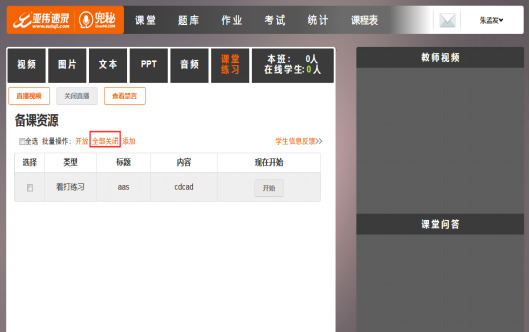 亚伟速录 www.suluji.com 兜秘
课堂 题库 作业 考试 统计 课程表 朱孟宸
视频 图片 文本 PPT 音频 课堂练习 本班： 0人 在线学生：0人
教师视频
直播视频 关闭直播 查看禁言
备课资源
全选 批量操作：开放 全部关闭 添加 学生信息反馈>>
选择 类型 标题 内容 现在开始
看打练习 aas cdcad 开始
课堂问答